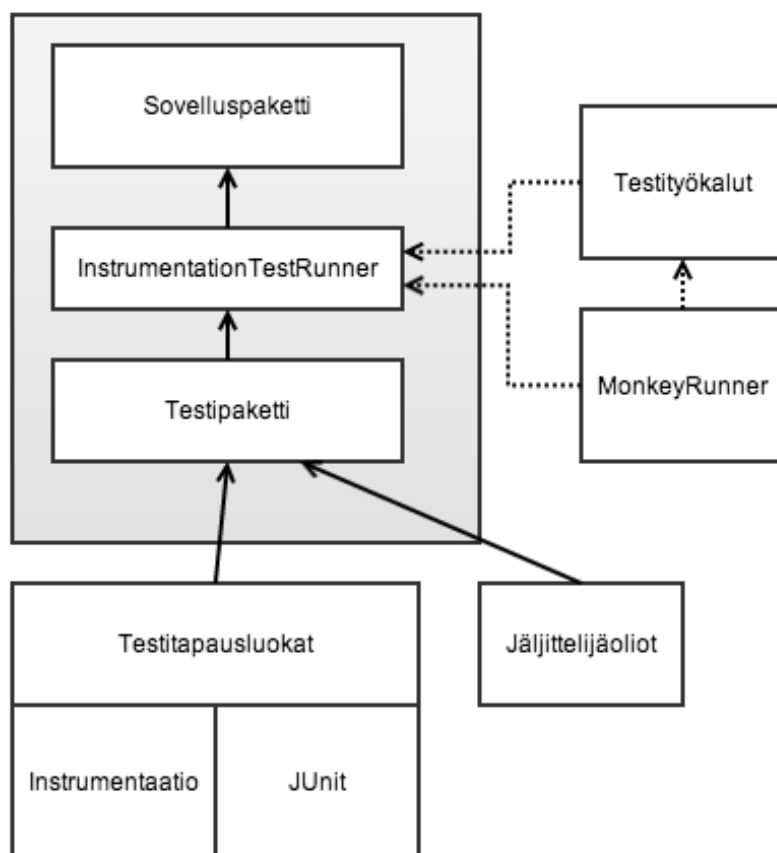 Sovelluspaketti
Testityökalut
InstrumentationTestRunner
MonkeyRunner
Testipaketti
Testitapausluokat
Jäljittelijäoliot
Instrumentaatio
JUnit